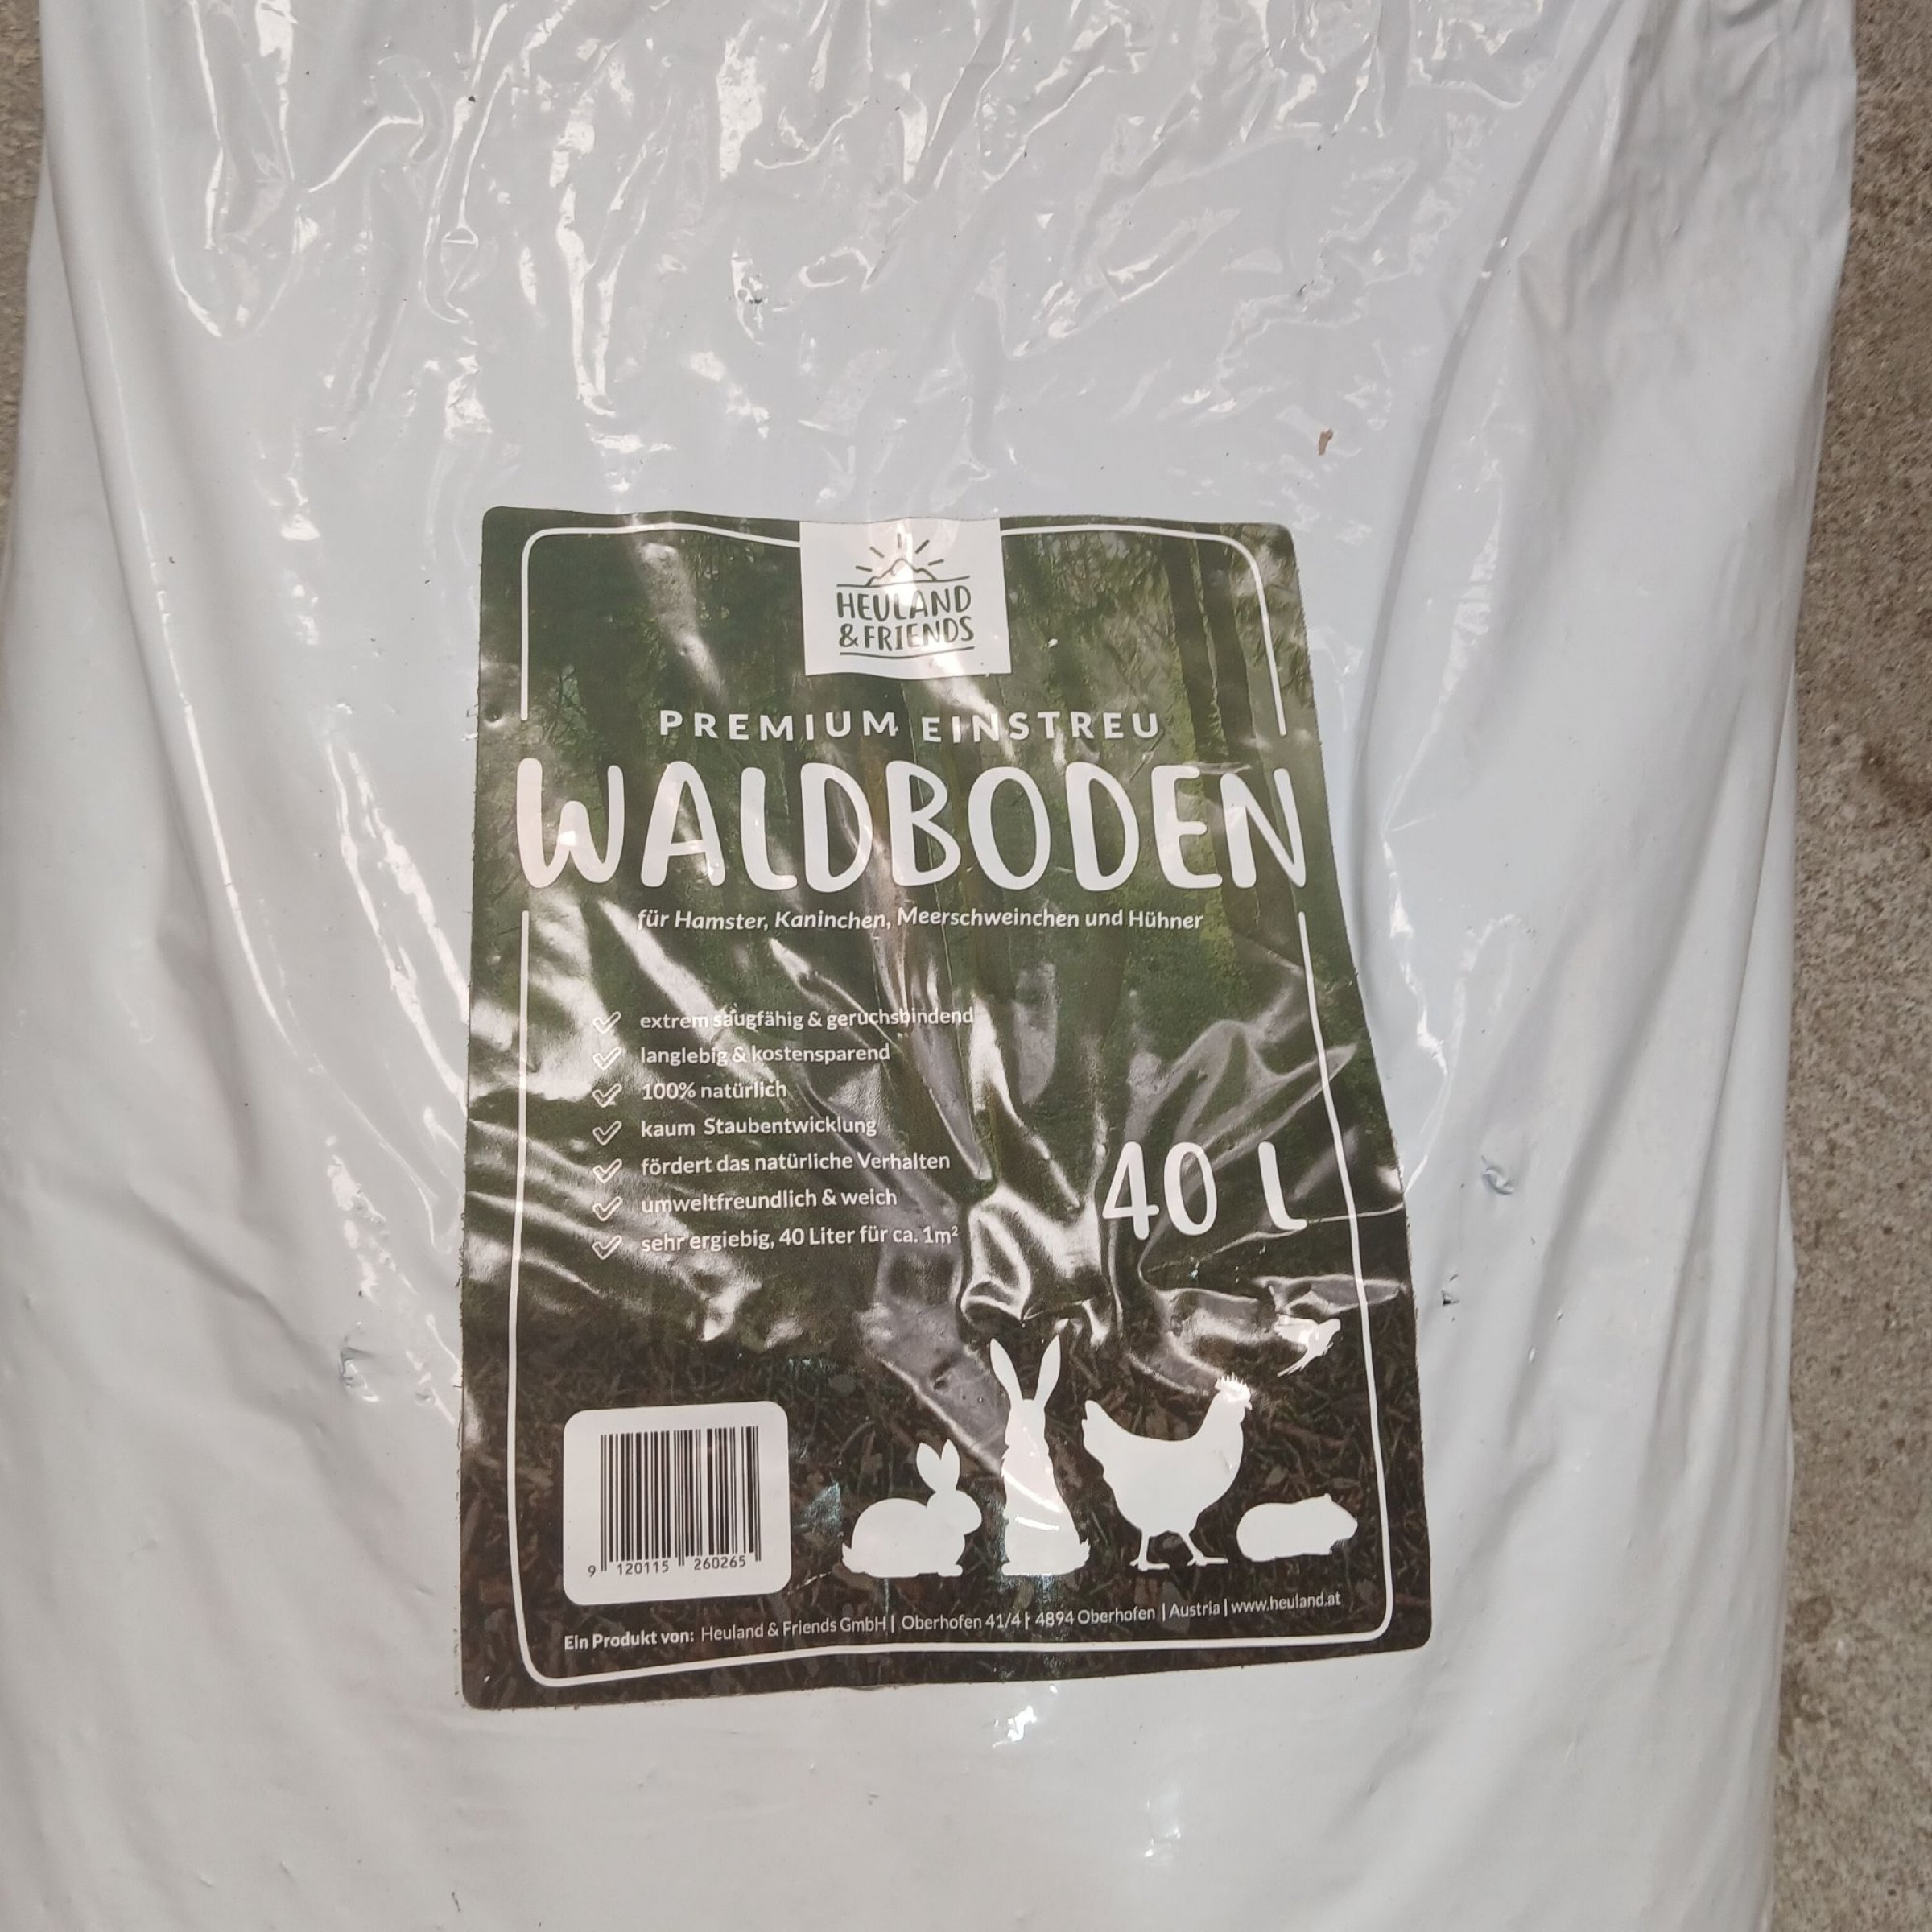 HEULAND
& FRIENDS
PREMIUM EINSTREU
WALDBODEN
für Hamster, Kaninchen, Meerschweinchen und Hühner
extrem saugfähig & geruchsbindend
langlebig & kostensparend
100% natürlich
kaum Staubentwicklung
fördert das natürliche Verhalten
umweltfreundlich & weich
sehr ergiebig, 40 Liter für ca. 1m²
40 L
9 120115 260265
Ein Produkt von: Heuland & Friends GmbH | Oberhofen 41/4 | 4894 Oberhofen | Austria | www.heuland.at